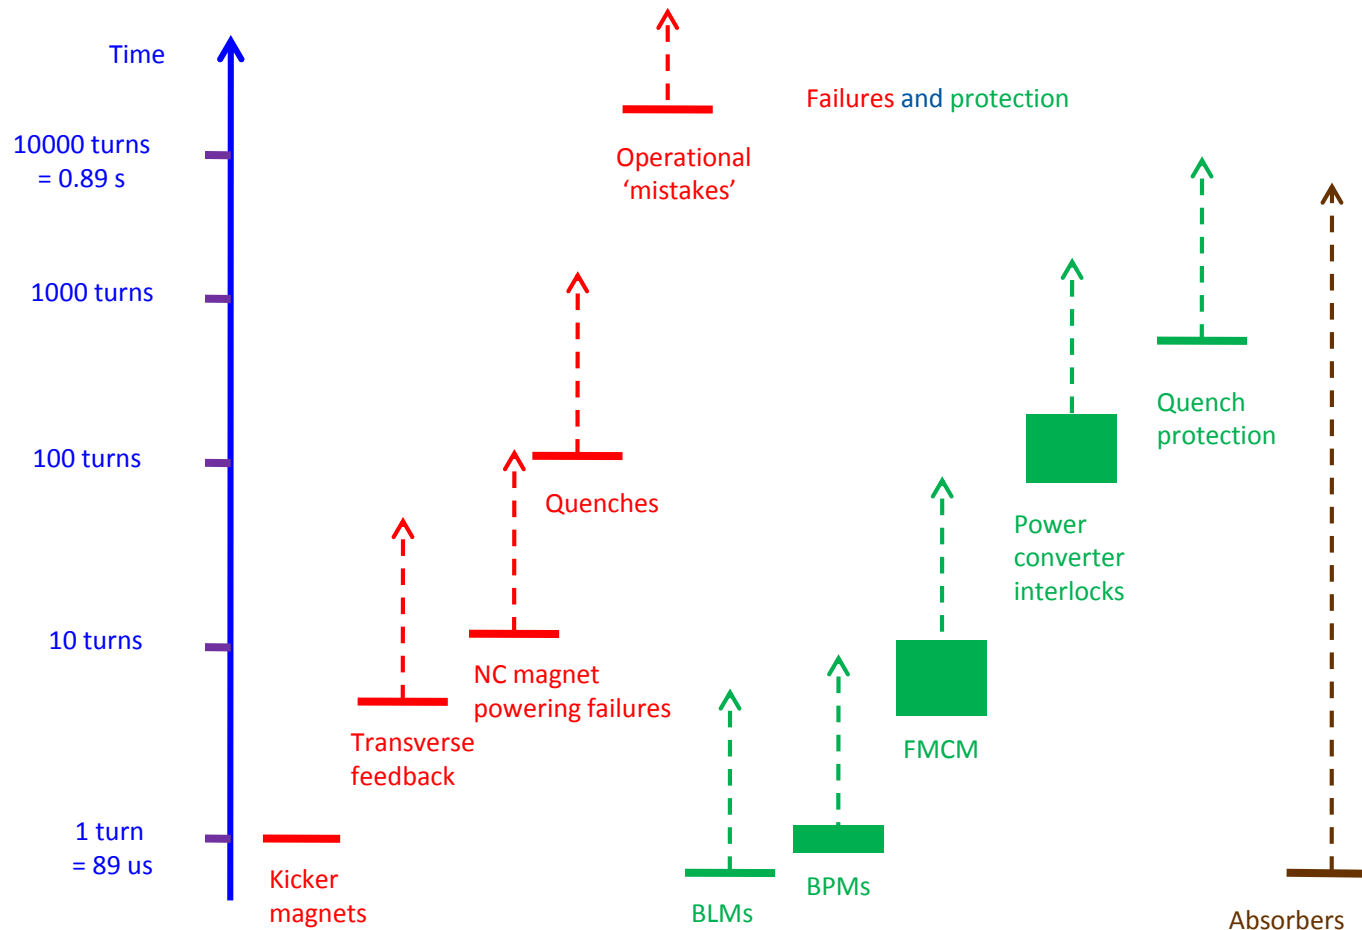 Time
Failures and protection
10000 turns
= 0.89 s
Operational
‘mistakes’
1000 turns
Quench
protection
100 turns
Quenches
Power
converter
interlocks
10 turns
NC magnet
powering failures
Transverse
feedback
FMCM
1 turn
= 89 us
Kicker
magnets
BPMs
BLMs
Absorbers